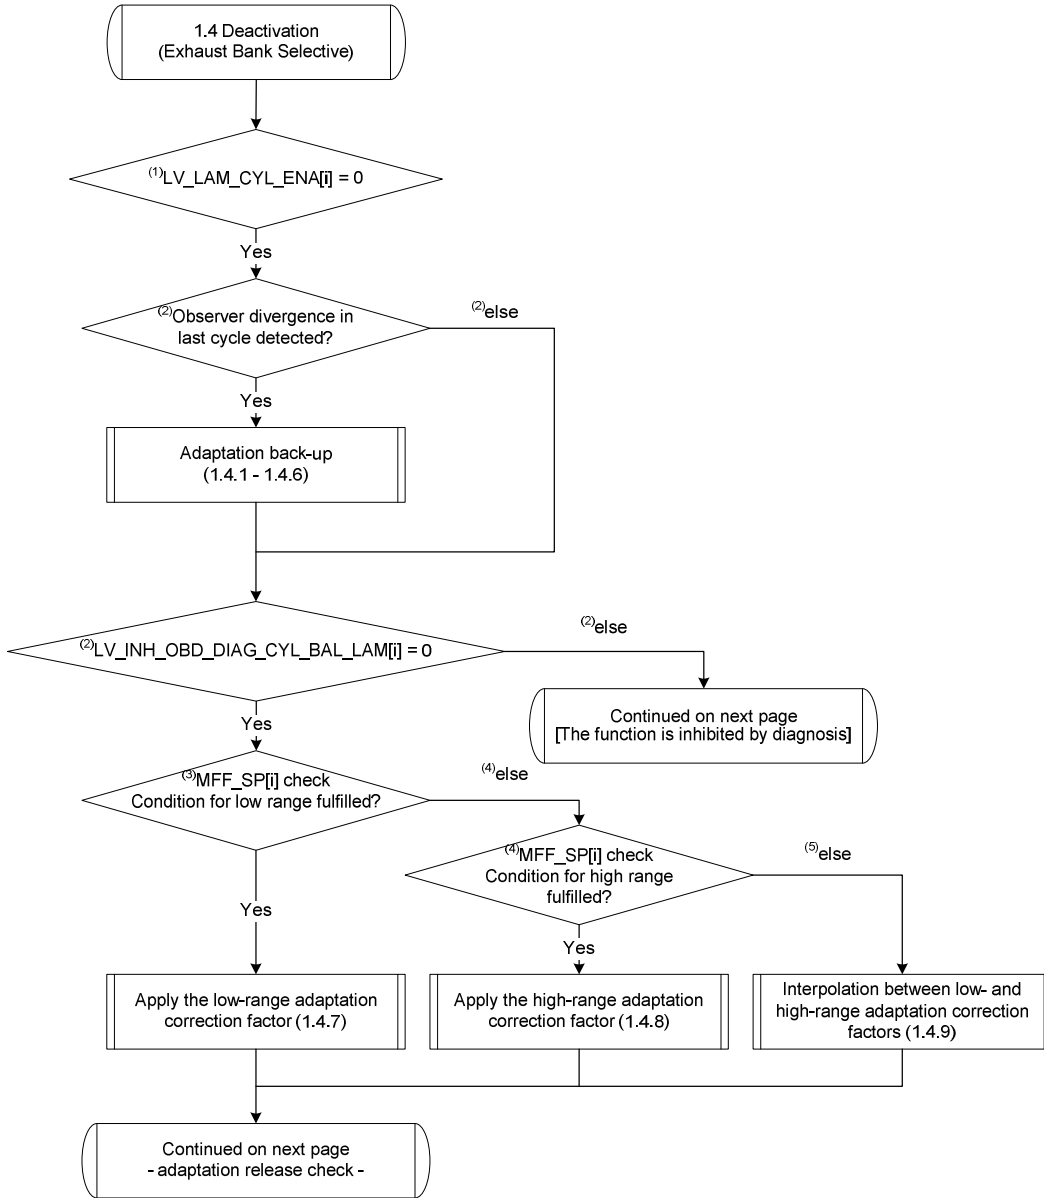 1.4 Deactivation
(Exhaust Bank Selective)
(1)LV_LAM_CYL_ENA[i] = 0
Yes
(2)Observer divergence in
last cycle detected?
(2)else
Yes
Adaptation back-up
(1.4.1 - 1.4.6)
(2)LV_INH_OBD_DIAG_CYL_BAL_LAM[i] = 0
(2)else
Continued on next page
[The function is inhibited by diagnosis]
Yes
(3)MFF_SP[i] check
Condition for low range fulfilled?
(4)else
(4)MFF_SP[i] check
Condition for high range
fulfilled?
(5)else
Yes
Yes
Apply the low-range adaptation
correction factor (1.4.7)
Apply the high-range adaptation
correction factor (1.4.8)
Interpolation between low- and
high-range adaptation correction
factors (1.4.9)
Continued on next page
- adaptation release check -